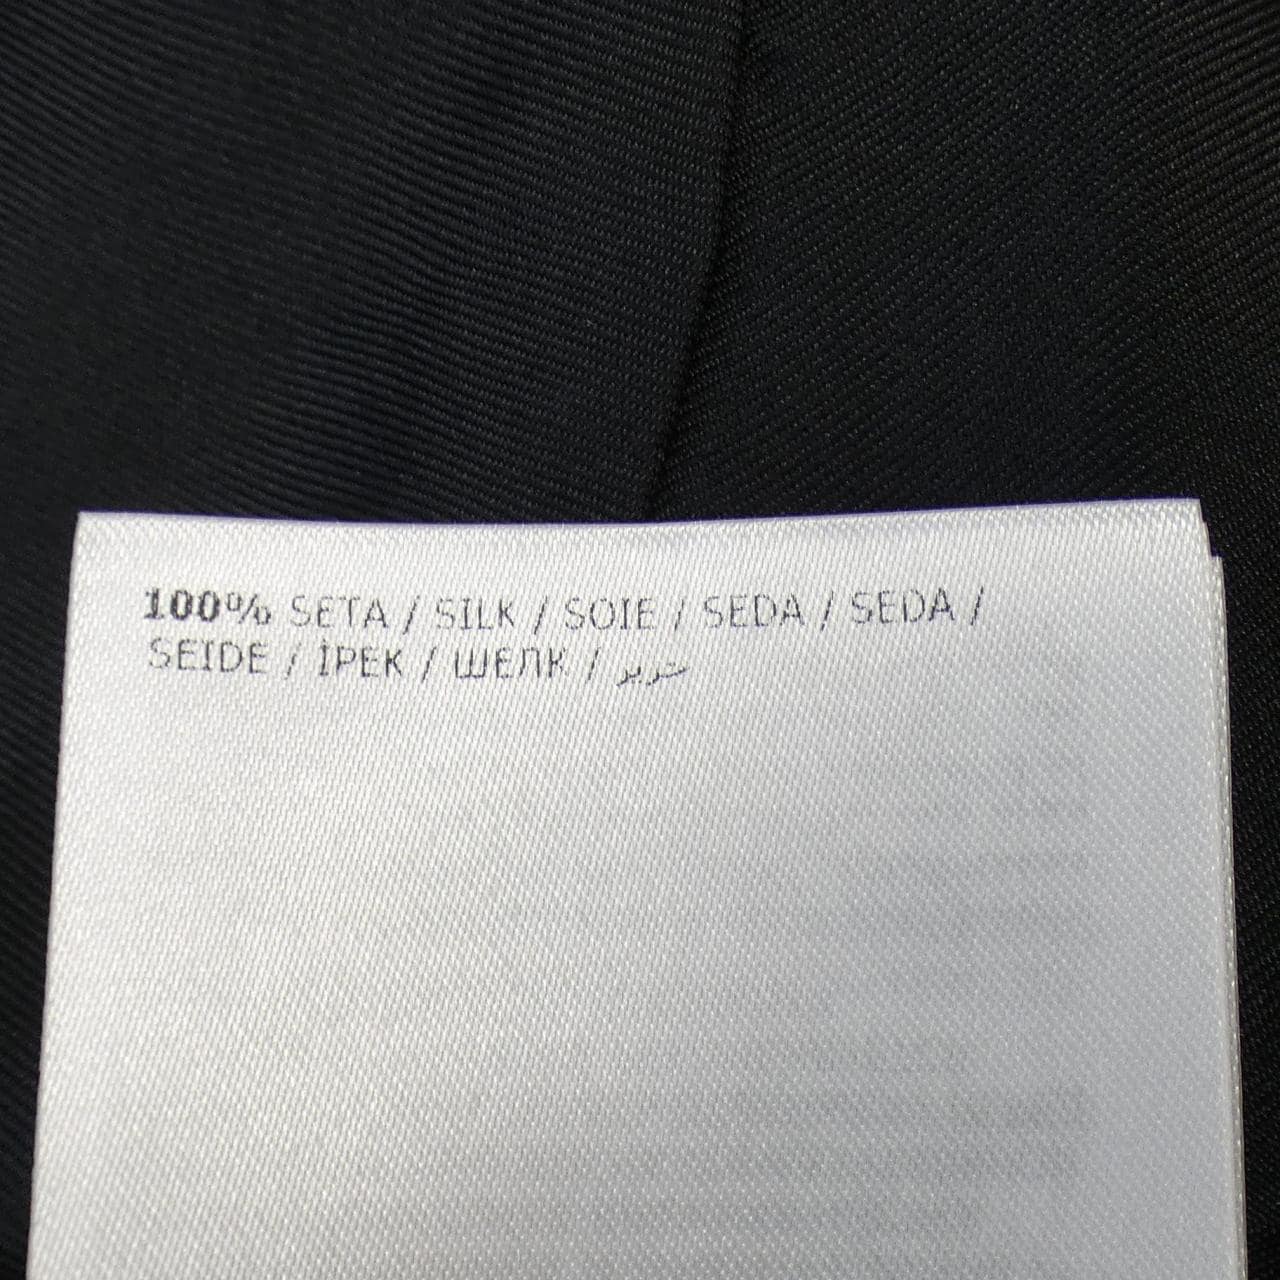 100% SETA / SILK / SOIE / SEDA / SEDA /
SEIDE / İPEK / ШЕЛК / حرير